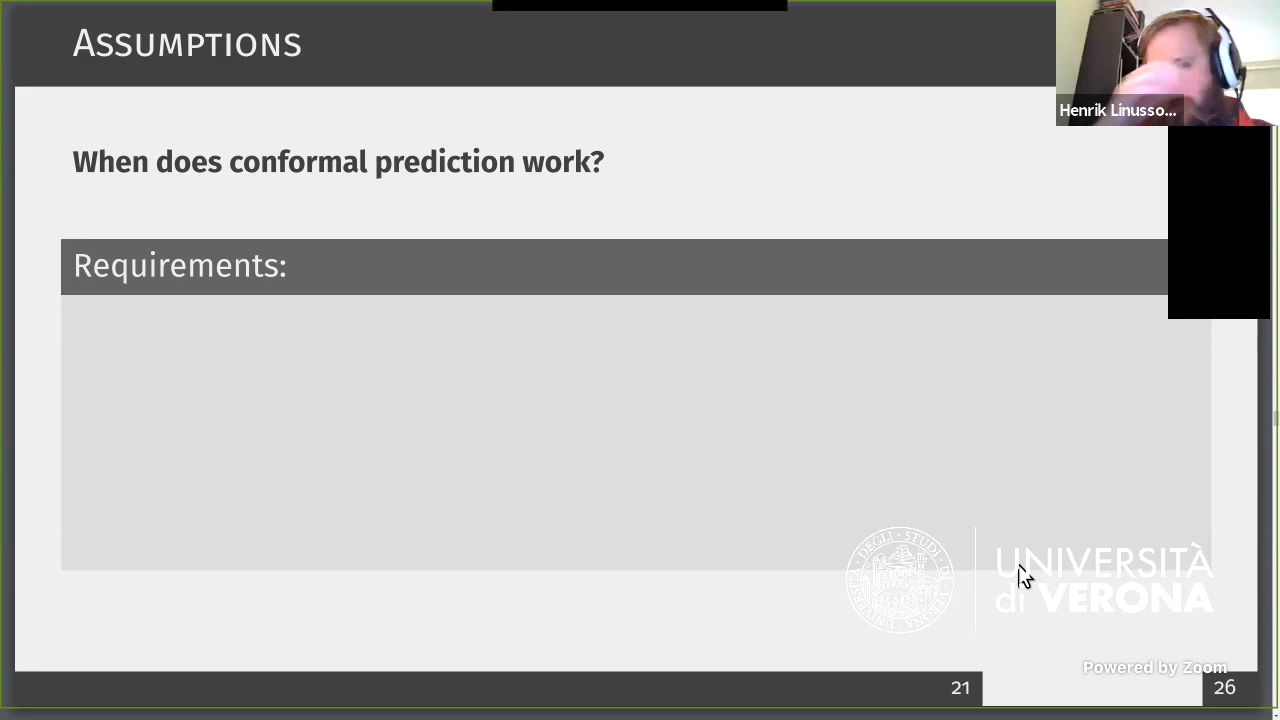 Assumptions
Henrik Linusso...
When does conformal prediction work?
Requirements:
UNIVERSITÀ
di VERONA
Powered by Zoom
21
26